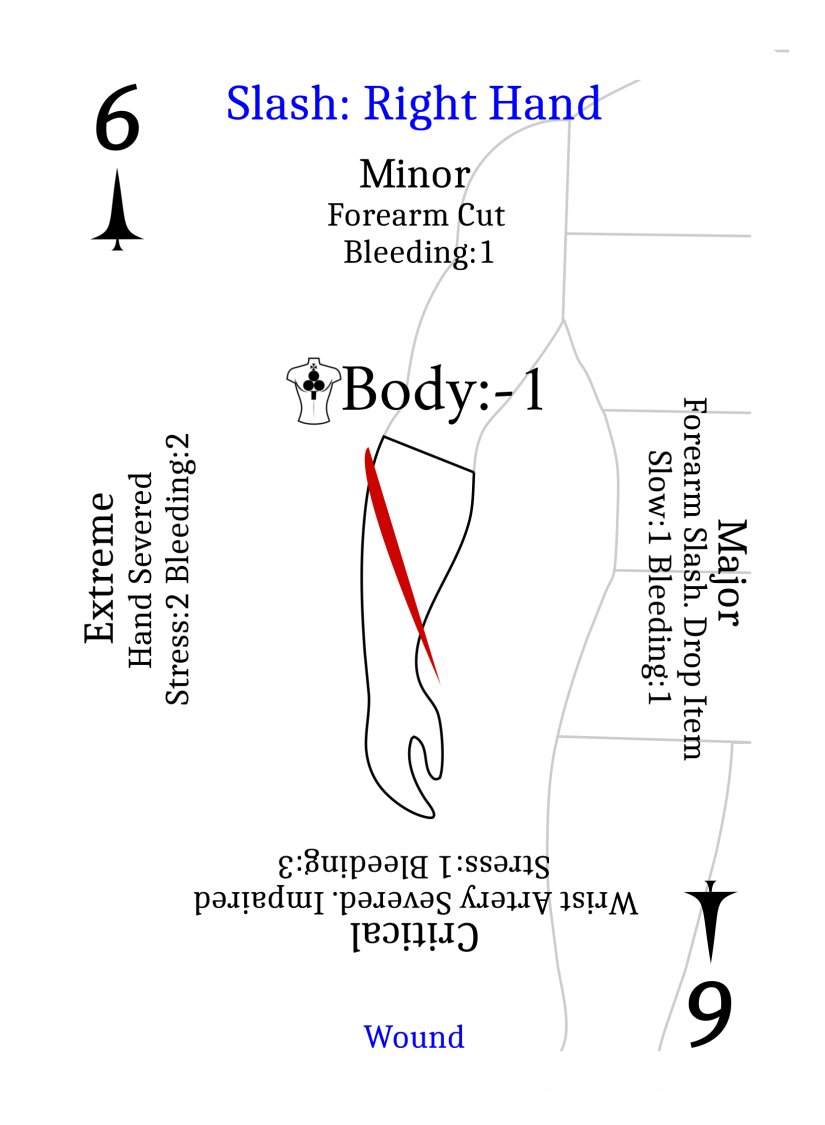 6
Slash: Right Hand
Minor
Forearm Cut
Bleeding:1
Body:-1
Major
Forearm Slash. Drop Item
Slow:1 Bleeding:1
Critical
Wrist Artery Severed. Impaired
Stress:1 Bleeding:3
Extreme
Hand Severed
Stress:2 Bleeding:2
Wound
6